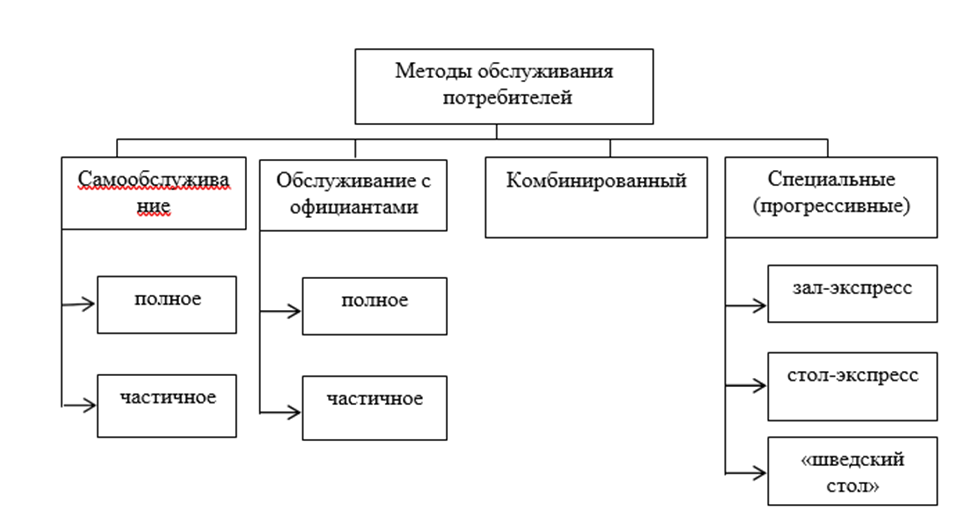 Методы обслуживания
потребителей
Самообслужива
ние
Обслуживание с
официантами
Комбинированный
Специальные
(прогрессивные)
полное
частичное
полное
частичное
зал-экспресс
стол-экспресс
«шведский
стол»